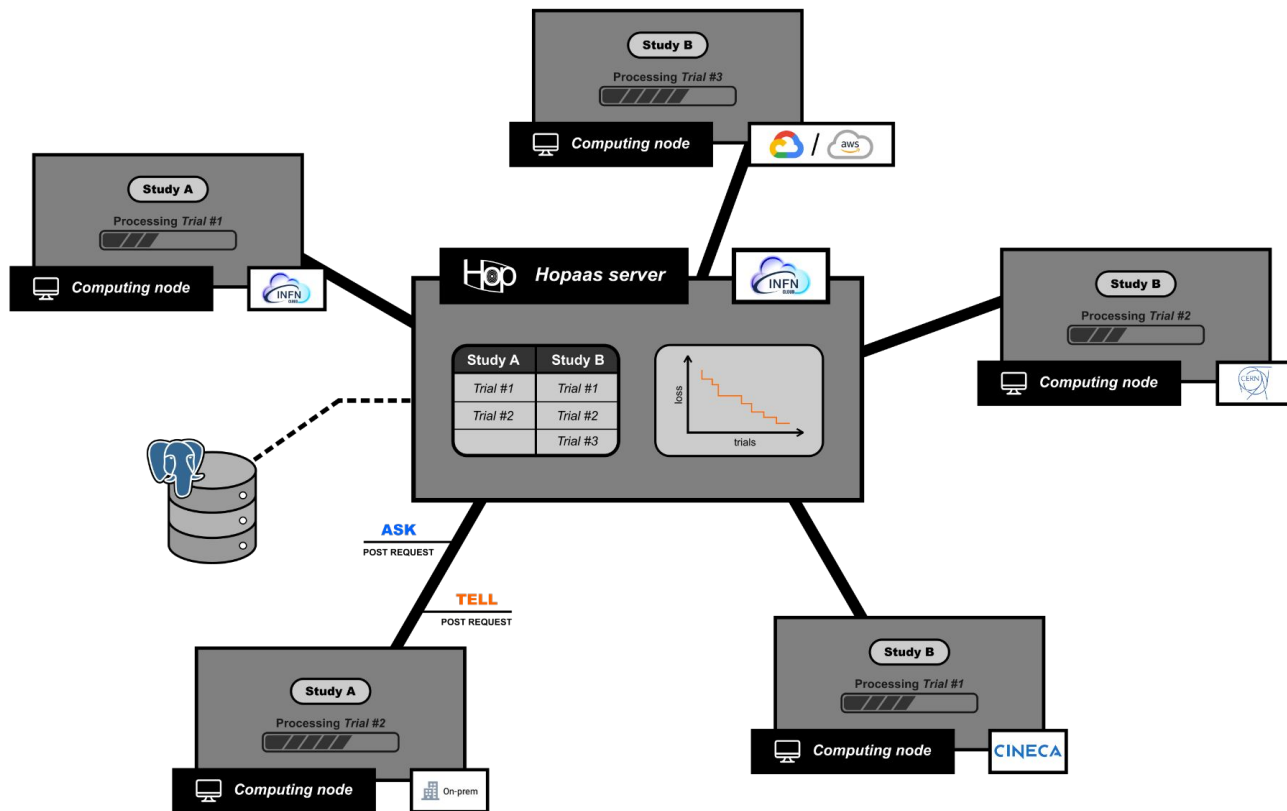 Study B
Processing Trial #3
Computing node
/ aws
Study A
Processing Trial #1
Computing node
INFN
CLOUD
Hop Hopaas server
INFN
CLOUD
Study B
Processing Trial #2
Computing node
CERN
Study A Study B
Trial #1 Trial #1
Trial #2 Trial #2
Trial #3
loss
trials
ASK
POST REQUEST
TELL
POST REQUEST
Study A
Processing Trial #2
Computing node
On-prem
Study B
Processing Trial #1
Computing node
CINECA